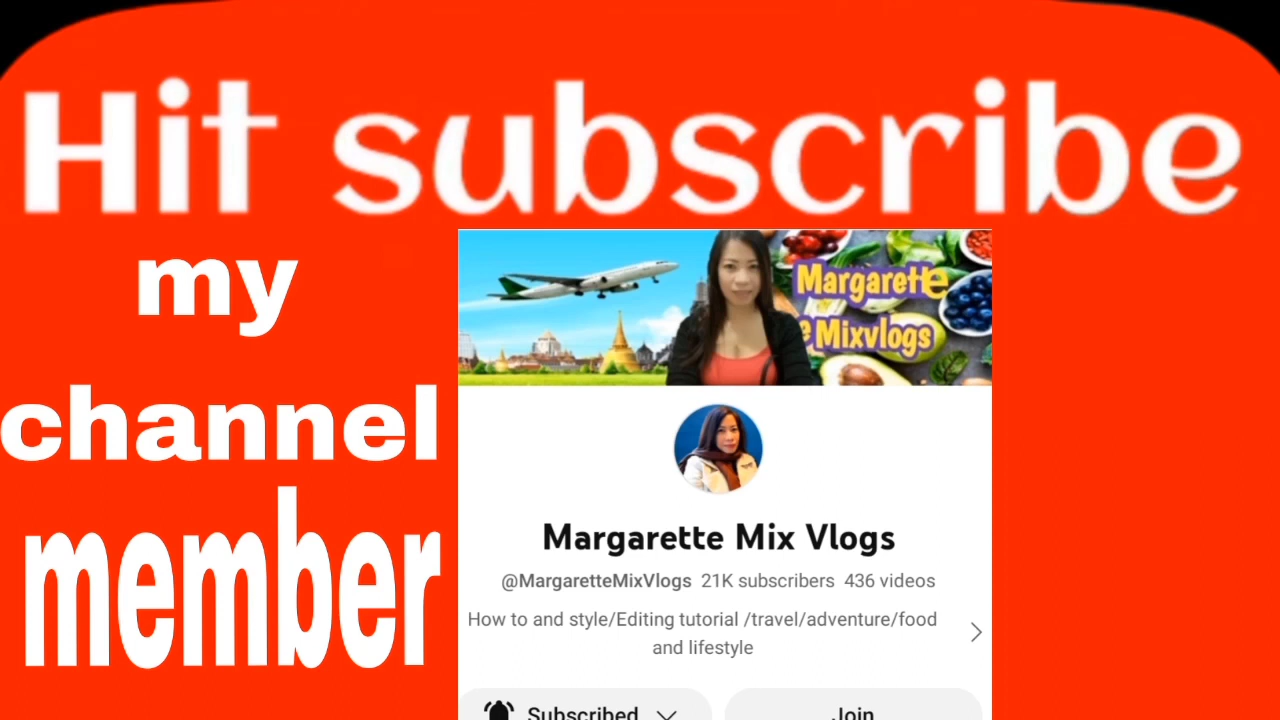 Hit subscribe
my
channel
member
Margarette
e Mixvlogs
Margarette Mix Vlogs
@MargaretteMixVlogs 21K subscribers 436 videos
How to and style/Editing tutorial /travel/adventure/food
and lifestyle
Subscribed
Join